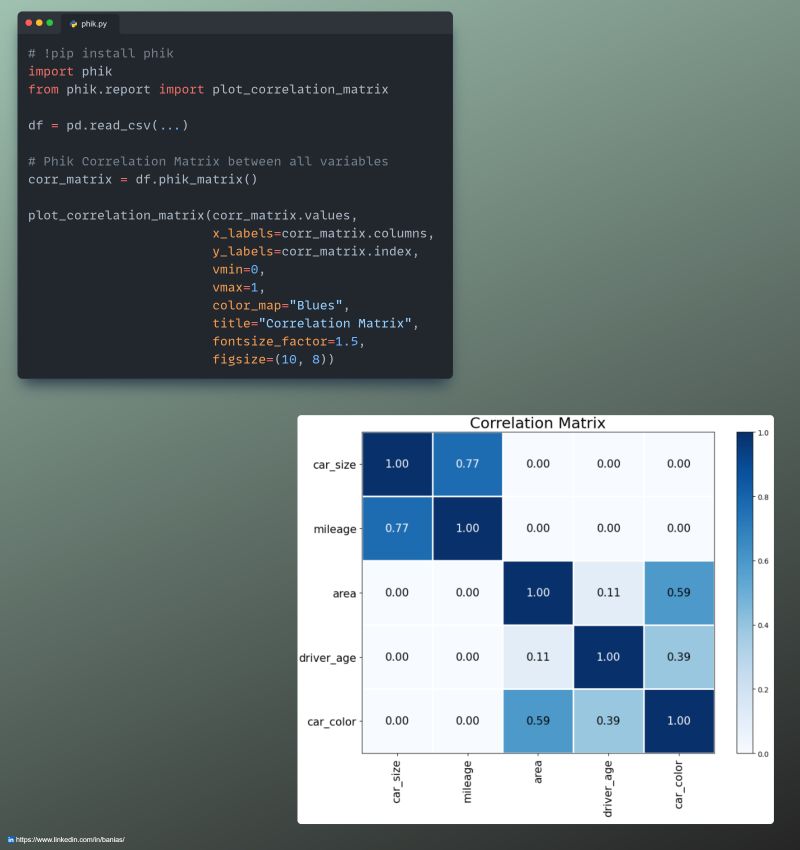 phik.py
# !pip install phik
import phik
from phik.report import plot_correlation_matrix
df = pd.read_csv(...)
# Phik Correlation Matrix between all variables
corr_matrix = df.phik_matrix()
plot_correlation_matrix(corr_matrix.values,
x_labels=corr_matrix.columns,
y_labels=corr_matrix.index,
vmin=0,
vmax=1,
color_map="Blues",
title="Correlation Matrix",
fontsize_factor=1.5,
figsize=(10, 8))
Correlation Matrix
car_size 1.00 0.77 0.00 0.00 0.00
mileage 0.77 1.00 0.00 0.00 0.00
area 0.00 0.00 1.00 0.11 0.59
driver_age 0.00 0.00 0.11 1.00 0.39
car_color 0.00 0.00 0.59 0.39 1.00
car_size mileage area driver_age car_color
1.0
0.8
0.6
0.4
0.2
0.0
in https://www.linkedin.com/in/banias/